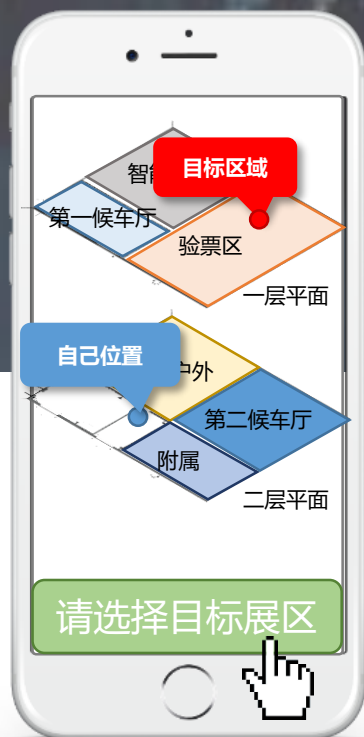 智能
目标区域
第一候车厅
验票区
一层平面
自己位置
户外
第二候车厅
附属
二层平面
请选择目标展区